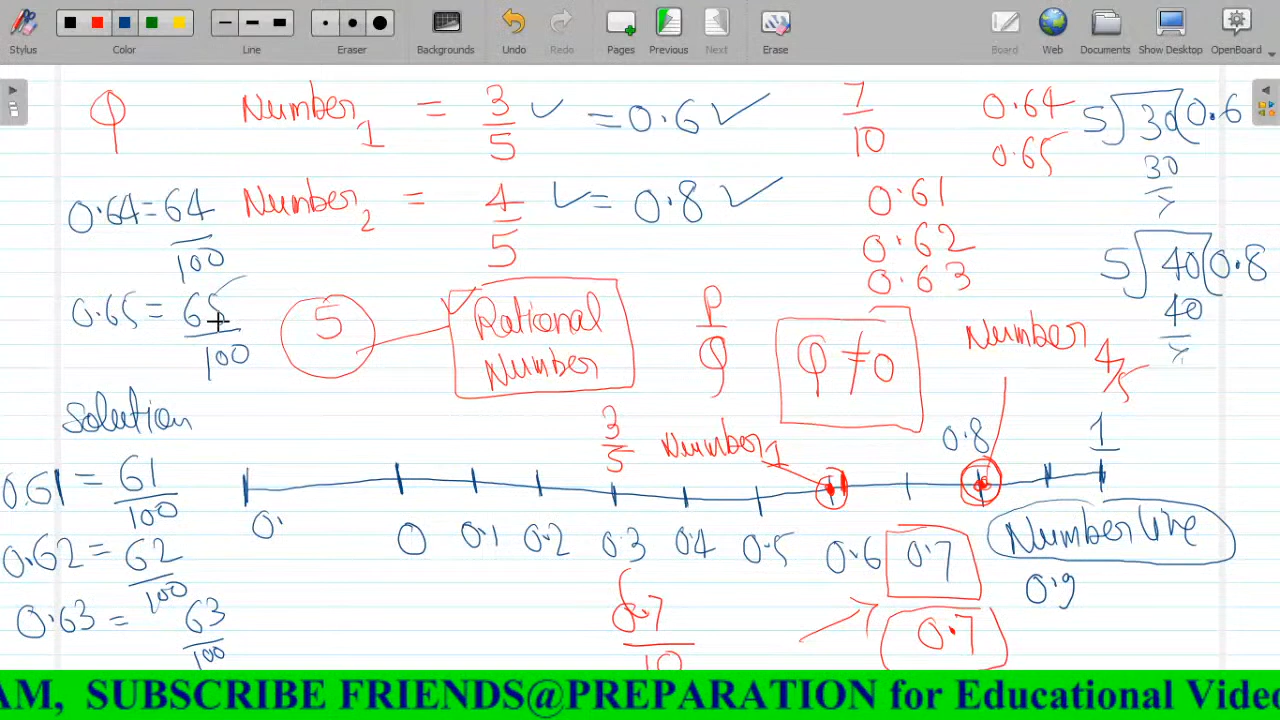 Stylus
Color
Line
Eraser
Backgrounds
Undo
Redo
Pages
Previous
Next
Erase
Board
Web
Documents
Show Desktop
OpenBoard
φ Number1 = 3/5 ✓ = 0.6 ✓
7/10
0.64
0.65
5 30 0.6
30
0.64 = 64/100
Number2 = 4/5 ✓ = 0.8 ✓
0.61
0.62
0.63
5 40 0.8
40
0.65 = 65/100
5
Rational
Number
P/φ
φ ≠ 0
Number 4/5
Solution
3/5 Number1
0.8
1
0.61 = 61/100
0.
0 0.1 0.2 0.3 0.4 0.5 0.6 0.7
Number line
0.9
0.62 = 62/100
0.63 = 63/100
0.7/10
0.7
AM, SUBSCRIBE FRIENDS@PREPARATION for Educational Video